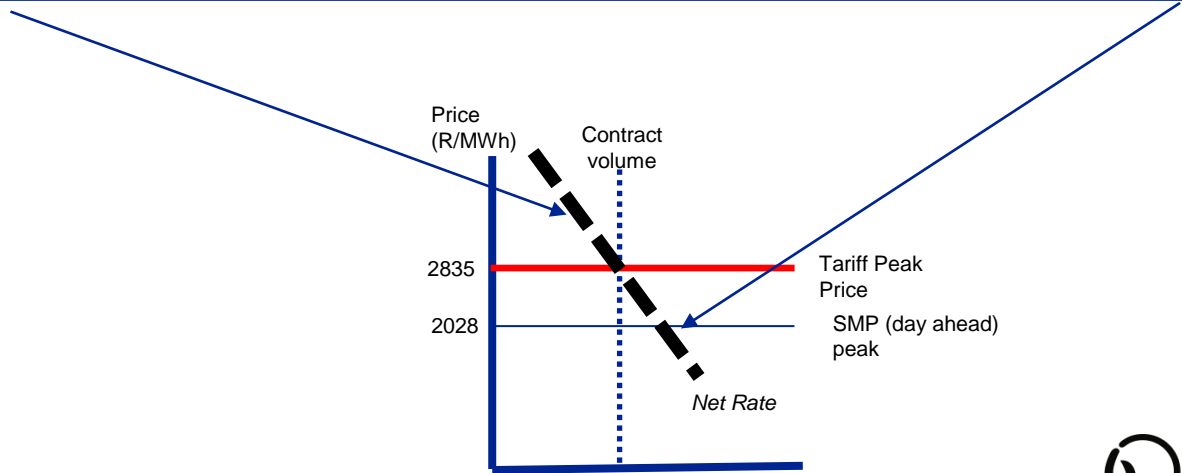 Price
(R/MWh)
Contract
volume
2835
Tariff Peak
Price
2028
SMP (day ahead)
peak
Net Rate